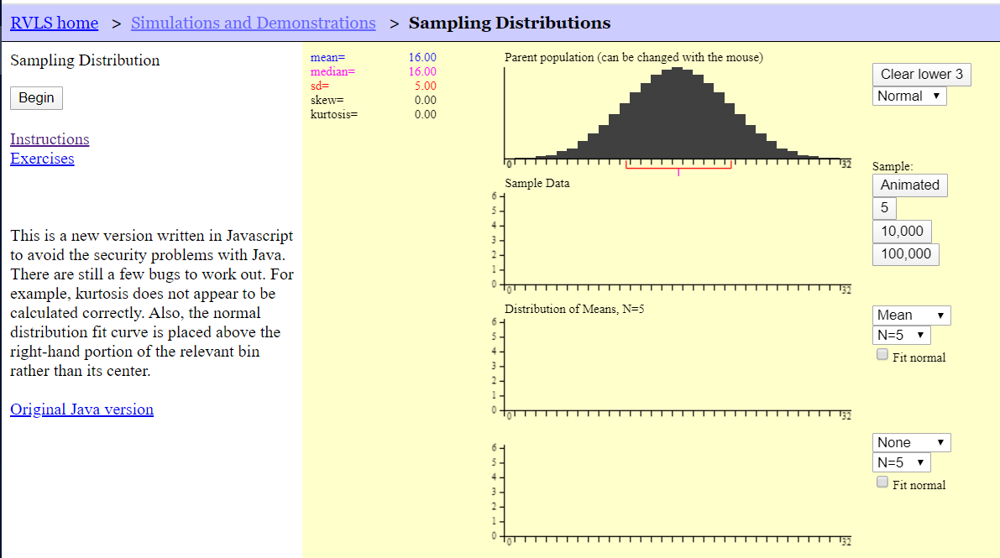 RVLS home > Simulations and Demonstrations > Sampling Distributions
Sampling Distribution
Begin
Instructions
Exercises
This is a new version written in Javascript
to avoid the security problems with Java.
There are still a few bugs to work out. For
example, kurtosis does not appear to be
calculated correctly. Also, the normal
distribution fit curve is placed above the
right-hand portion of the relevant bin
rather than its center.
Original Java version
mean= 16.00
median= 16.00
sd= 5.00
skew= 0.00
kurtosis= 0.00
Parent population (can be changed with the mouse)
0 32
Clear lower 3
Normal
Sample Data
6
5
4
3
2
1
0
0 32
Sample:
Animated
5
10,000
100,000
Distribution of Means, N=5
6
5
4
3
2
1
0
0 32
Mean
N=5
Fit normal
6
5
4
3
2
1
0
0 32
None
N=5
Fit normal